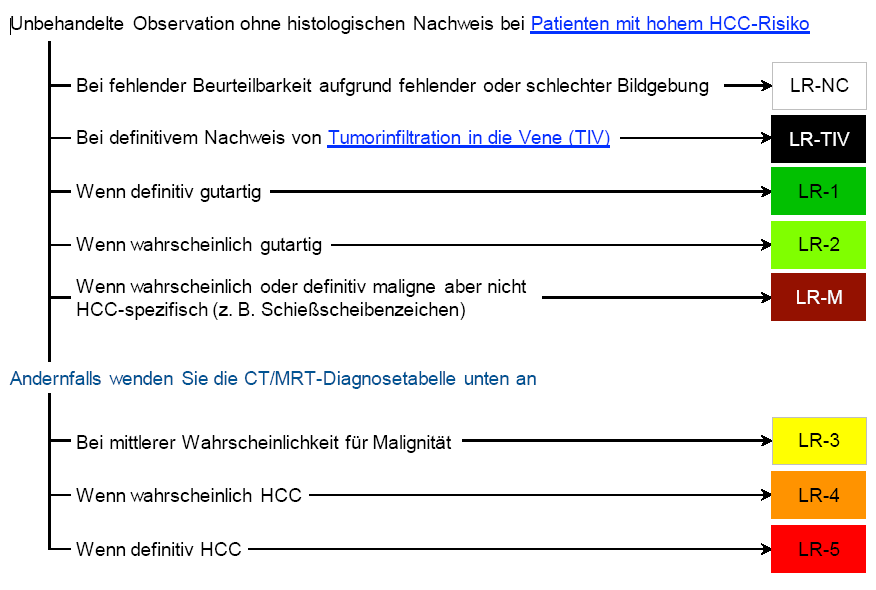 Unbehandelte Observation ohne histologischen Nachweis bei Patienten mit hohem HCC-Risiko
Bei fehlender Beurteilbarkeit aufgrund fehlender oder schlechter Bildgebung LR-NC
Bei definitivem Nachweis von Tumorinfiltration in die Vene (TIV) LR-TIV
Wenn definitiv gutartig LR-1
Wenn wahrscheinlich gutartig LR-2
Wenn wahrscheinlich oder definitiv maligne aber nicht
HCC-spezifisch (z. B. Schießscheibenzeichen) LR-M
Andernfalls wenden Sie die CT/MRT-Diagnosetabelle unten an
Bei mittlerer Wahrscheinlichkeit für Malignität LR-3
Wenn wahrscheinlich HCC LR-4
Wenn definitiv HCC LR-5